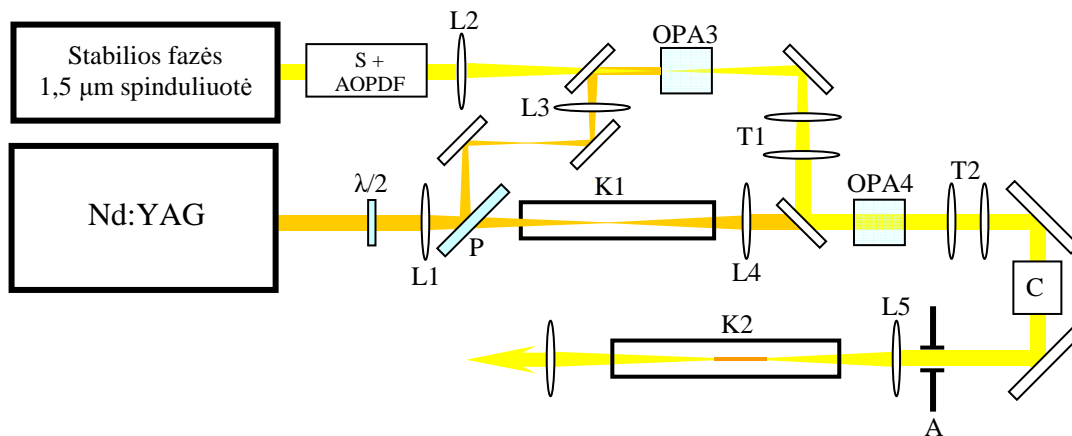 Stabilios fazės
1,5 μm spinduliuotė
S +
AOPDF
L2
OPA3
L3
T1
Nd:YAG
λ/2
L1
P
K1
L4
OPA4
T2
C
K2
L5
A